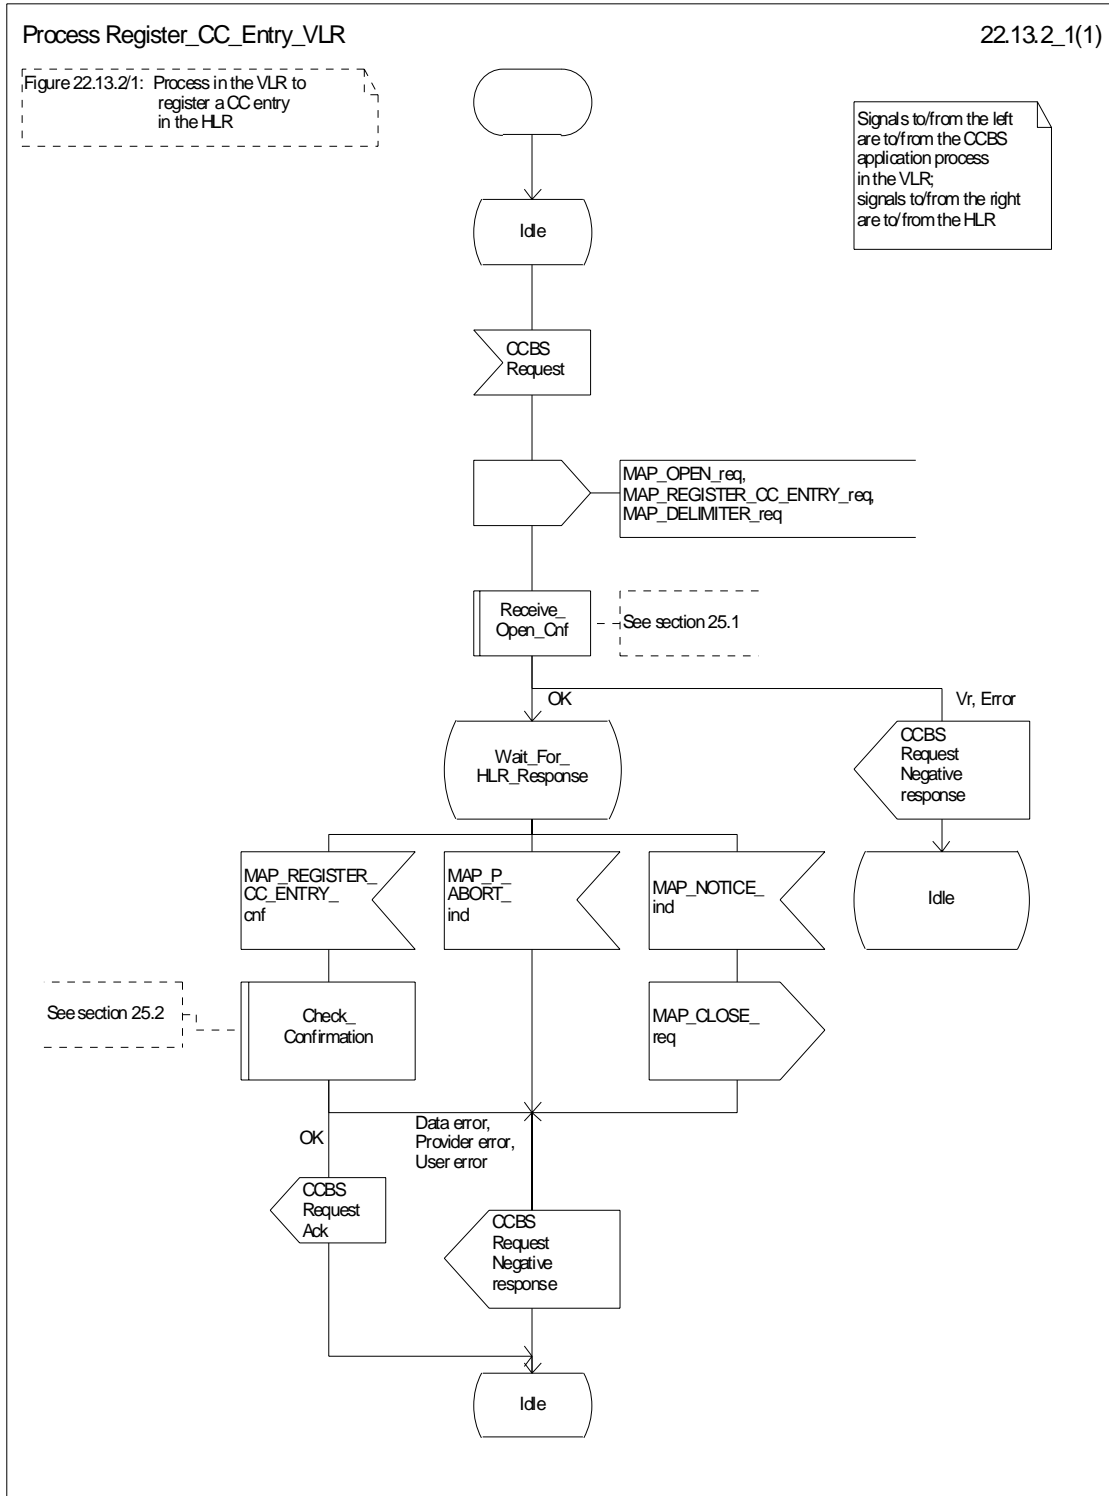 Process Register_CC_Entry_VLR
22.13.2_1(1)
Figure 22.13.2/1: Process in the VLR to
register a CC entry
in the HLR
Signals to/from the left
are to/from the CCBS
application process
in the VLR;
signals to/from the right
are to/from the HLR
Idle
CCBS
Request
MAP_OPEN_req,
MAP_REGISTER_CC_ENTRY_req,
MAP_DELIMITER_req
Receive_
Open_Cnf
See section 25.1
OK
Vr, Error
Wait_For_
HLR_Response
CCBS
Request
Negative
response
MAP_REGISTER_
CC_ENTRY_
cnf
MAP_P_
ABORT_
ind
MAP_NOTICE_
ind
Idle
See section 25.2
Check_
Confirmation
MAP_CLOSE_
req
OK
Data error,
Provider error,
User error
CCBS
Request
Ack
CCBS
Request
Negative
response
Idle